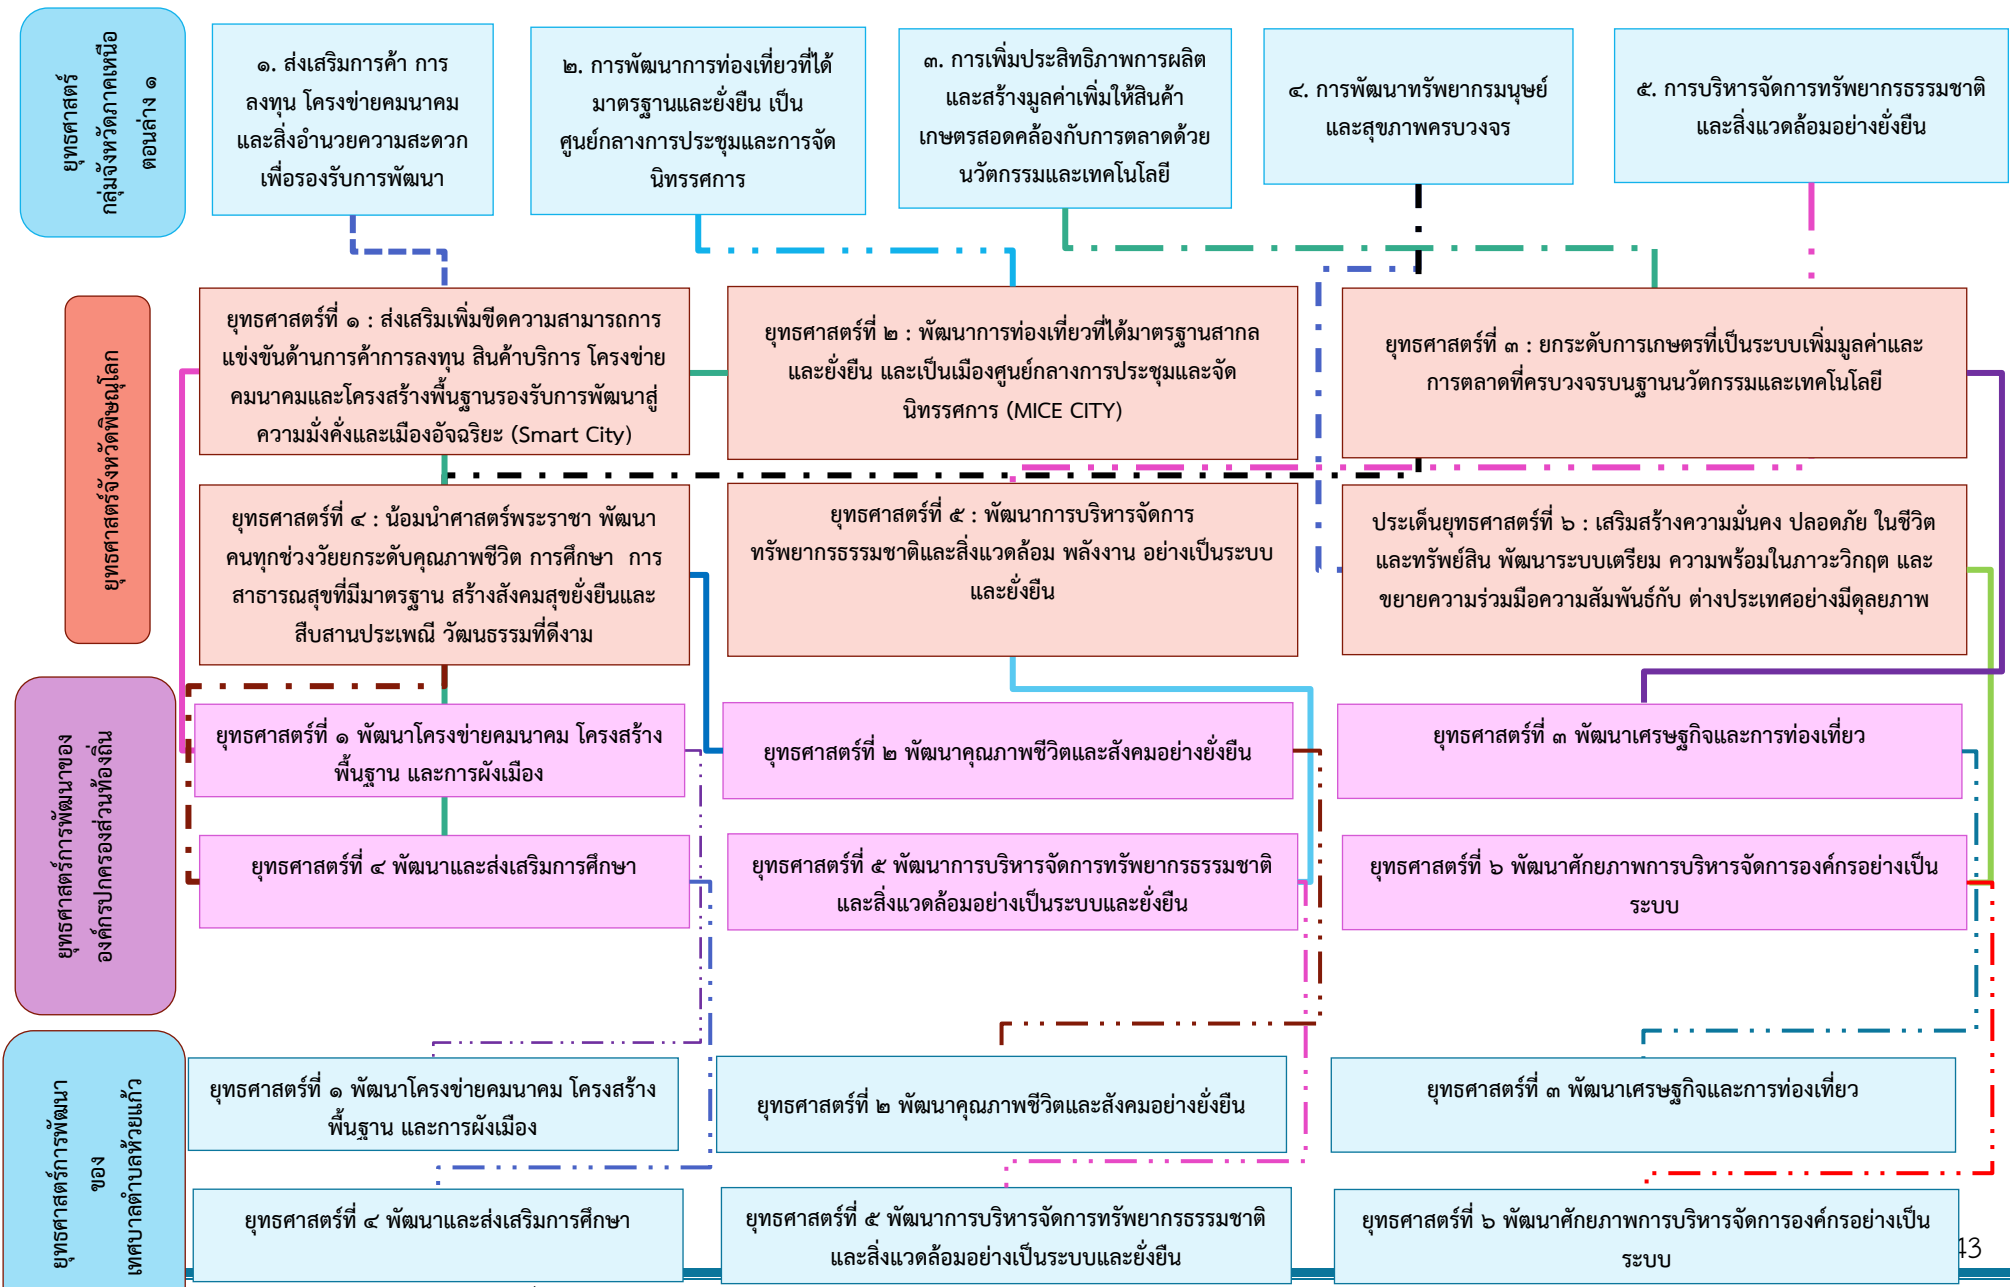 ยุทธศาสตร์
กลุ่มจังหวัดภาคเหนือ
ตอนล่าง ๑
๑. ส่งเสริมการค้า การ
ลงทุน โครงข่ายคมนาคม
และสิ่งอำนวยความสะดวก
เพื่อรองรับการพัฒนา
๒. การพัฒนาการท่องเที่ยวที่ได้
มาตรฐานและยั่งยืน เป็น
ศูนย์กลางการประชุมและการจัด
นิทรรศการ
๓. การเพิ่มประสิทธิภาพการผลิต
และสร้างมูลค่าเพิ่มให้สินค้า
เกษตรสอดคล้องกับการตลาดด้วย
นวัตกรรมและเทคโนโลยี
๔. การพัฒนาทรัพยากรมนุษย์
และสุขภาพครบวงจร
๕. การบริหารจัดการทรัพยากรธรรมชาติ
และสิ่งแวดล้อมอย่างยั่งยืน
ยุทธศาสตร์จังหวัดพิษณุโลก
ยุทธศาสตร์ที่ ๑ : ส่งเสริมเพิ่มขีดความสามารถการ
แข่งขันด้านการค้าการลงทุน สินค้าบริการ โครงข่าย
คมนาคมและโครงสร้างพื้นฐานรองรับการพัฒนาสู่
ความมั่งคั่งและเมืองอัจฉริยะ (Smart City)
ยุทธศาสตร์ที่ ๒ : พัฒนาการท่องเที่ยวที่ได้มาตรฐานสากล
และยั่งยืน และเป็นเมืองศูนย์กลางการประชุมและจัด
นิทรรศการ (MICE CITY)
ยุทธศาสตร์ที่ ๓ : ยกระดับการเกษตรที่เป็นระบบเพิ่มมูลค่าและ
การตลาดที่ครบวงจรบนฐานนวัตกรรมและเทคโนโลยี
ยุทธศาสตร์ที่ ๔ : น้อมนำศาสตร์พระราชา พัฒนา
คนทุกช่วงวัยยกระดับคุณภาพชีวิต การศึกษา การ
สาธารณสุขที่มีมาตรฐาน สร้างสังคมสุขยั่งยืนและ
สืบสานประเพณี วัฒนธรรมที่ดีงาม
ยุทธศาสตร์ที่ ๕ : พัฒนาการบริหารจัดการ
ทรัพยากรธรรมชาติและสิ่งแวดล้อม พลังงาน อย่างเป็นระบบ
และยั่งยืน
ประเด็นยุทธศาสตร์ที่ ๖ : เสริมสร้างความมั่นคง ปลอดภัย ในชีวิต
และทรัพย์สิน พัฒนาระบบเตรียม ความพร้อมในภาวะวิกฤต และ
ขยายความร่วมมือความสัมพันธ์กับ ต่างประเทศอย่างมีดุลยภาพ
ยุทธศาสตร์การพัฒนาของ
องค์กรปกครองส่วนท้องถิ่น
ยุทธศาสตร์ที่ ๑ พัฒนาโครงข่ายคมนาคม โครงสร้าง
พื้นฐาน และการผังเมือง
ยุทธศาสตร์ที่ ๒ พัฒนาคุณภาพชีวิตและสังคมอย่างยั่งยืน
ยุทธศาสตร์ที่ ๓ พัฒนาเศรษฐกิจและการท่องเที่ยว
ยุทธศาสตร์ที่ ๔ พัฒนาและส่งเสริมการศึกษา
ยุทธศาสตร์ที่ ๕ พัฒนาการบริหารจัดการทรัพยากรธรรมชาติ
และสิ่งแวดล้อมอย่างเป็นระบบและยั่งยืน
ยุทธศาสตร์ที่ ๖ พัฒนาศักยภาพการบริหารจัดการองค์กรอย่างเป็น
ระบบ
ยุทธศาสตร์การพัฒนา
ของ
เทศบาลตำบลห้วยแก้ว
ยุทธศาสตร์ที่ ๑ พัฒนาโครงข่ายคมนาคม โครงสร้าง
พื้นฐาน และการผังเมือง
ยุทธศาสตร์ที่ ๒ พัฒนาคุณภาพชีวิตและสังคมอย่างยั่งยืน
ยุทธศาสตร์ที่ ๓ พัฒนาเศรษฐกิจและการท่องเที่ยว
ยุทธศาสตร์ที่ ๔ พัฒนาและส่งเสริมการศึกษา
ยุทธศาสตร์ที่ ๕ พัฒนาการบริหารจัดการทรัพยากรธรรมชาติ
และสิ่งแวดล้อมอย่างเป็นระบบและยั่งยืน
ยุทธศาสตร์ที่ ๖ พัฒนาศักยภาพการบริหารจัดการองค์กรอย่างเป็น
ระบบ